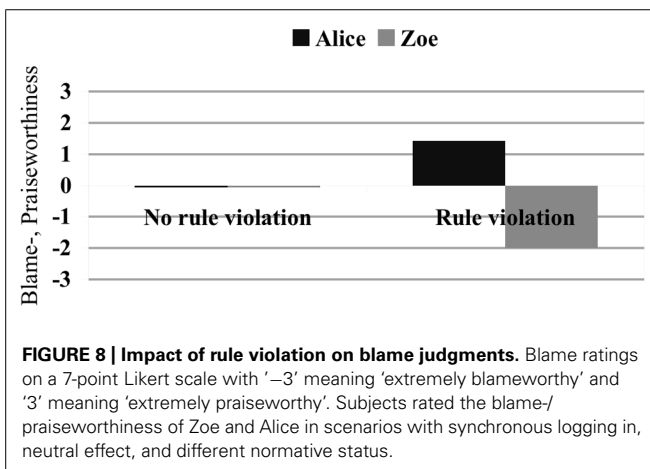 Alice Zoe
Blame-, Praiseworthiness
3
2
1
0
-1
-2
-3
No rule violation
Rule violation
FIGURE 8 | Impact of rule violation on blame judgments. Blame ratings
on a 7-point Likert scale with '−3' meaning 'extremely blameworthy' and
'3' meaning 'extremely praiseworthy'. Subjects rated the blame-/
praiseworthiness of Zoe and Alice in scenarios with synchronous logging in,
neutral effect, and different normative status.